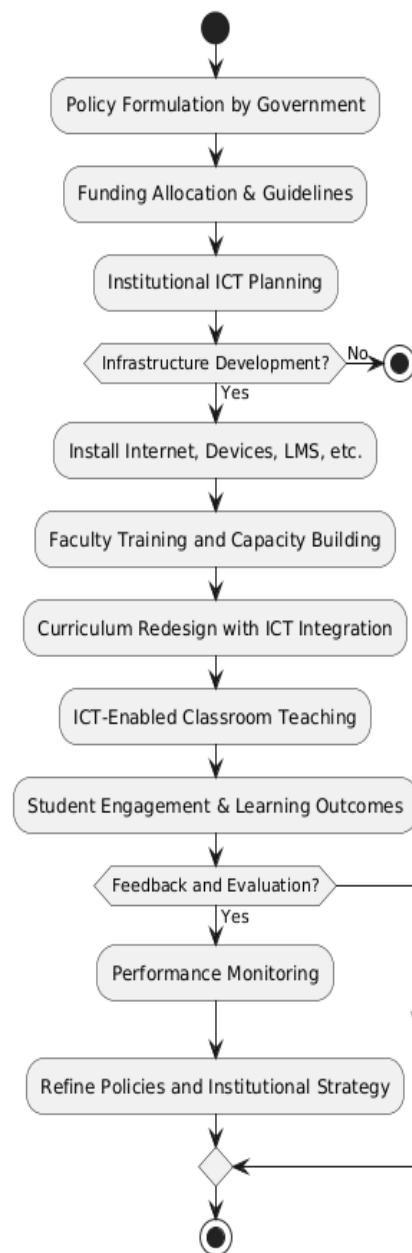 Policy Formulation by Government
Funding Allocation & Guidelines
Institutional ICT Planning
Infrastructure Development?
No
Yes
Install Internet, Devices, LMS, etc.
Faculty Training and Capacity Building
Curriculum Redesign with ICT Integration
ICT-Enabled Classroom Teaching
Student Engagement & Learning Outcomes
Feedback and Evaluation?
Yes
Performance Monitoring
Refine Policies and Institutional Strategy